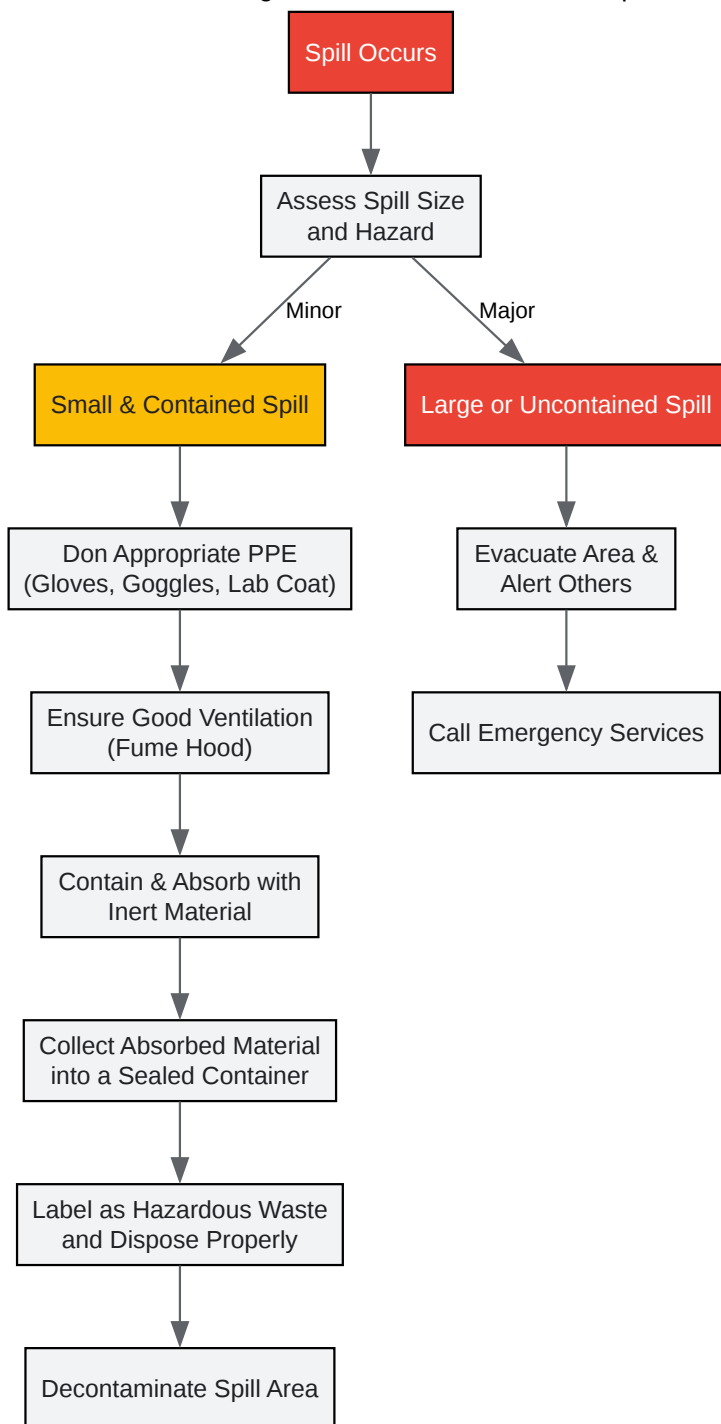 Spill Occurs
Assess Spill Size
and Hazard
Minor
Major
Small & Contained Spill
Large or Uncontained Spill
Don Appropriate PPE
(Gloves, Goggles, Lab Coat)
Evacuate Area &
Alert Others
Ensure Good Ventilation
(Fume Hood)
Call Emergency Services
Contain & Absorb with
Inert Material
Collect Absorbed Material
into a Sealed Container
Label as Hazardous Waste
and Dispose Properly
Decontaminate Spill Area